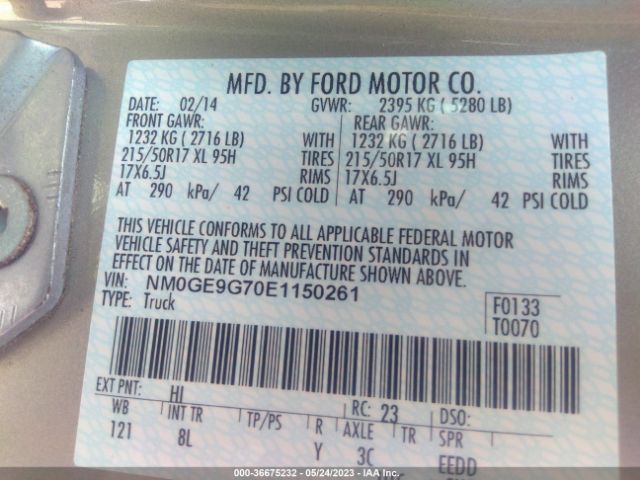 MFD. BY FORD MOTOR CO.
DATE: 02/14 GVWR: 2395 KG ( 5280 LB)
FRONT GAWR: REAR GAWR:
1232 KG ( 2716 LB) WITH 1232 KG ( 2716 LB) WITH
215/50R17 XL 95H TIRES 215/50R17 XL 95H TIRES
17X6.5J RIMS 17X6.5J RIMS
AT 290 kPa/ 42 PSI COLD AT 290 kPa/ 42 PSI COLD
THIS VEHICLE CONFORMS TO ALL APPLICABLE FEDERAL MOTOR
VEHICLE SAFETY AND THEFT PREVENTION STANDARDS IN
EFFECT ON THE DATE OF MANUFACTURE SHOWN ABOVE.
VIN: NM0GE9G70E1150261
TYPE: Truck
F0133
T0070
EXT PNT: HI RC: 23 DSO:
WB INT TR TP/PS R AXLE TR SPR
121 8L Y 3C EEDD
000-36675232 - 05/24/2023 - IAA Inc.